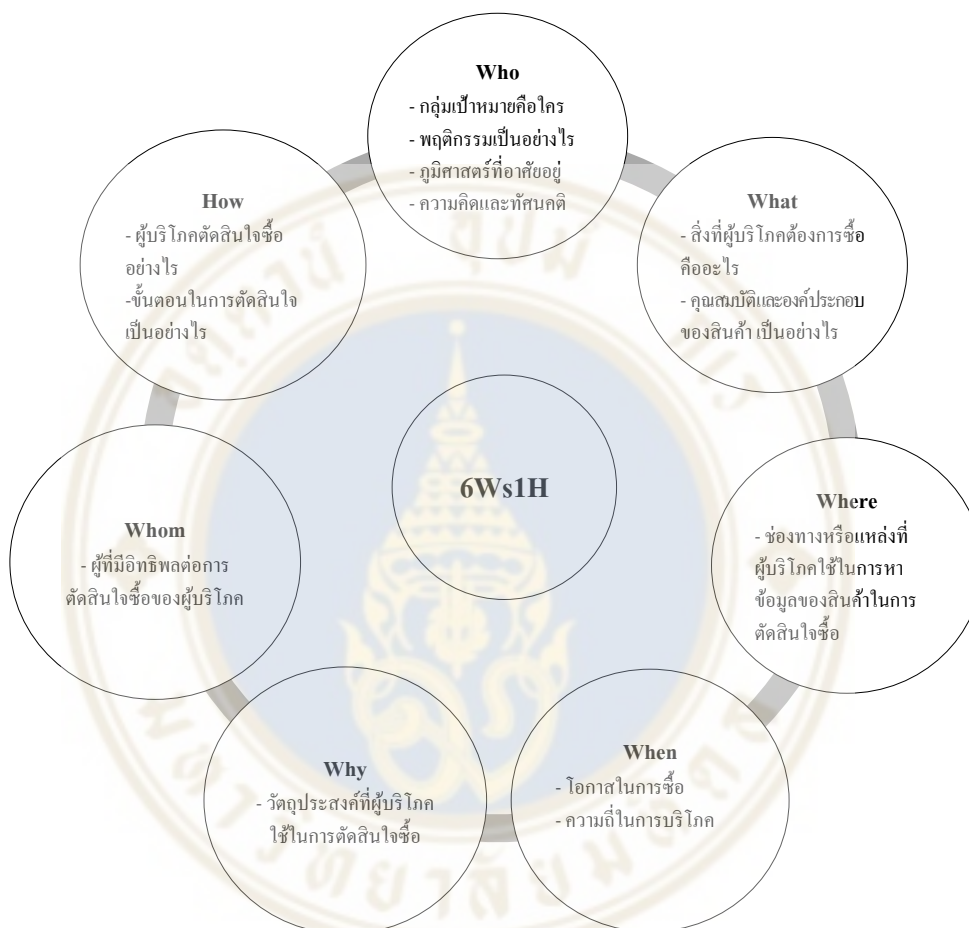 Who
- กลุ่มเป้าหมายคือใคร
- พฤติกรรมเป็นอย่างไร
- ภูมิศาสตร์ที่อาศัยอยู่
- ความคิดและทัศนคติ
What
- สิ่งที่ผู้บริโภคต้องการซื้อ
คืออะไร
- คุณสมบัติและองค์ประกอบ
ของสินค้า เป็นอย่างไร
Where
- ช่องทางหรือแหล่งที่
ผู้บริโภคใช้ในการหา
ข้อมูลของสินค้าในการ
ตัดสินใจซื้อ
When
- โอกาสในการซื้อ
- ความถี่ในการบริโภค
Why
- วัตถุประสงค์ที่ผู้บริโภค
ใช้ในการตัดสินใจซื้อ
Whom
- ผู้ที่มีอิทธิพลต่อการ
ตัดสินใจซื้อของผู้บริโภค
How
- ผู้บริโภคตัดสินใจซื้อ
อย่างไร
-ขั้นตอนในการตัดสินใจ
เป็นอย่างไร
6Ws1H
มหาวิทยาลัยมหิดล